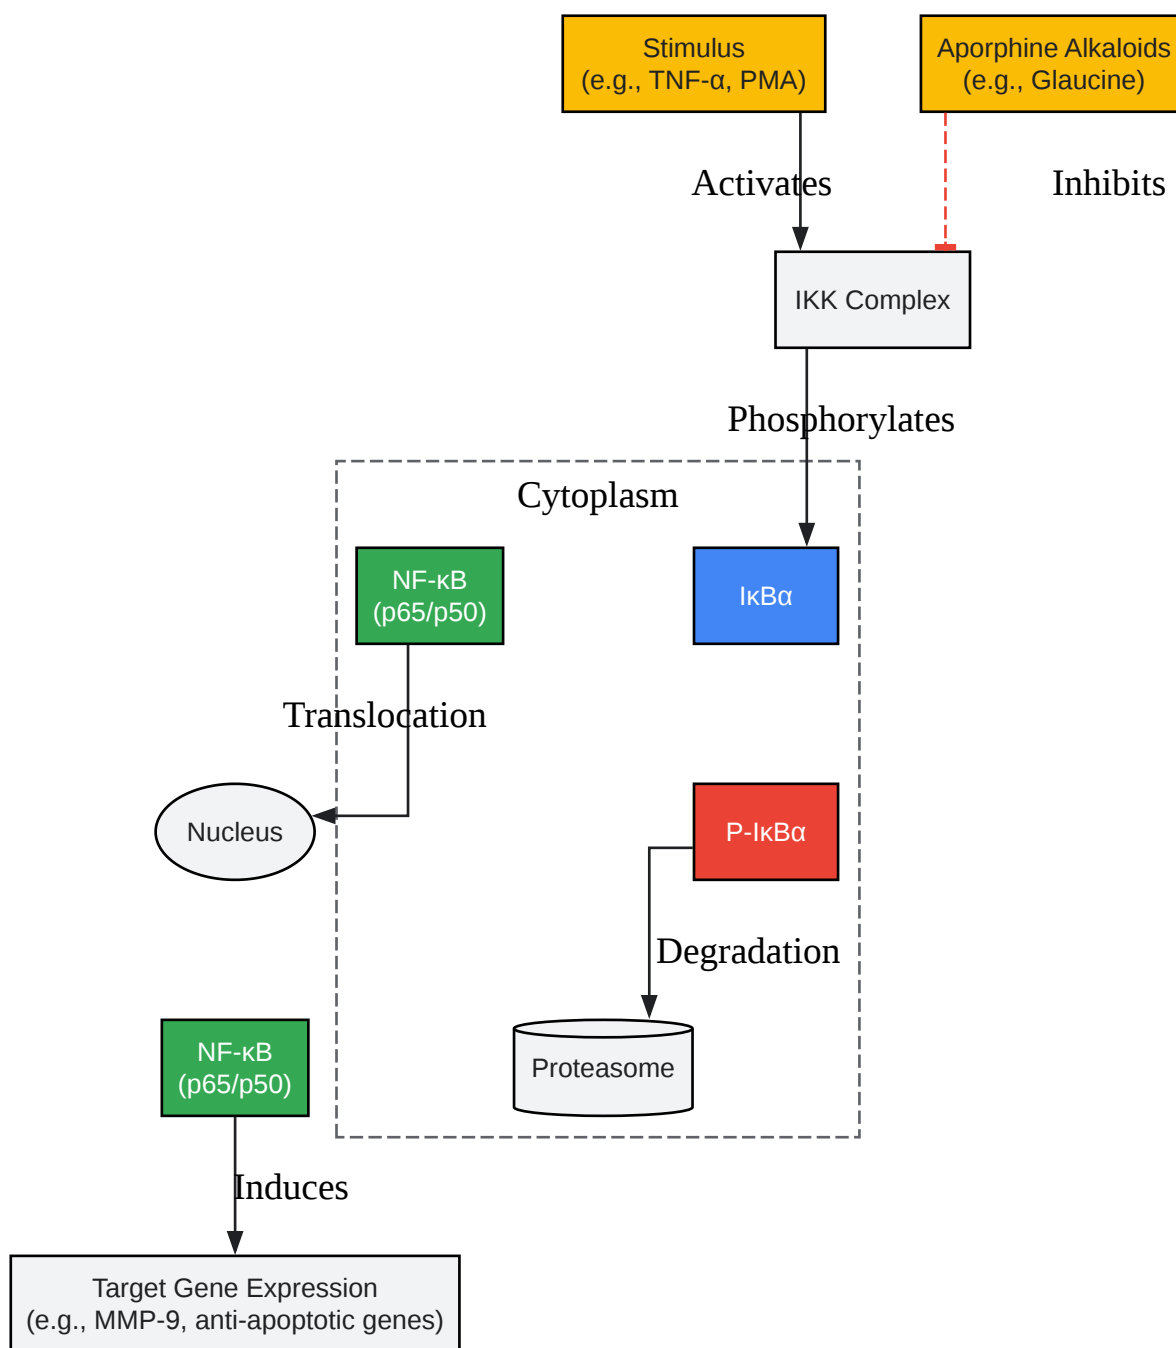 Stimulus
(e.g., TNF-α, PMA)
Aporphine Alkaloids
(e.g., Glaucine)
Activates
Inhibits
IKK Complex
Phosphorylates
Cytoplasm
NF-κB
(p65/p50)
IκBα
Translocation
Nucleus
P-IκBα
Degradation
NF-κB
(p65/p50)
Proteasome
Induces
Target Gene Expression
(e.g., MMP-9, anti-apoptotic genes)